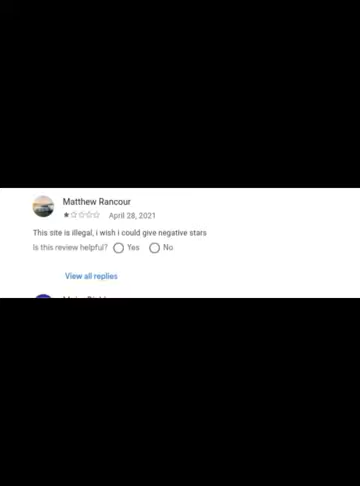 Matthew Rancour
April 28, 2021
This site is illegal, i wish i could give negative stars
Is this review helpful? Yes No
View all replies